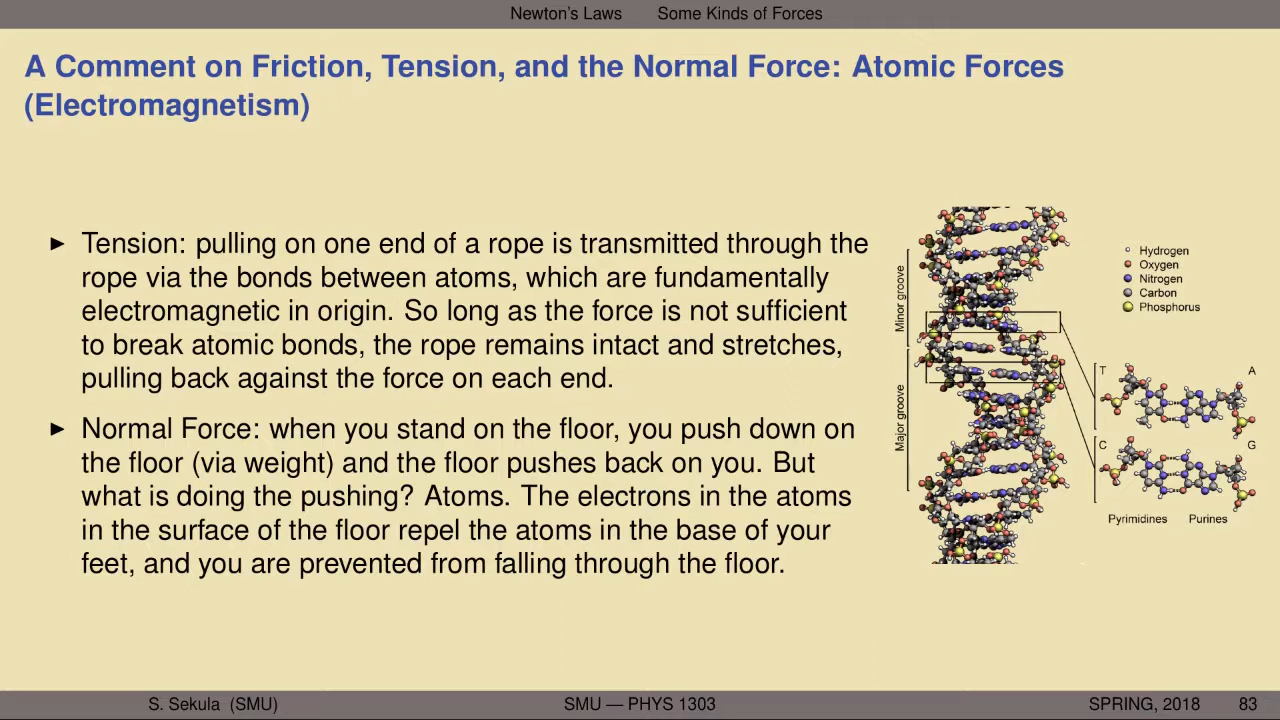 Newton's Laws Some Kinds of Forces
A Comment on Friction, Tension, and the Normal Force: Atomic Forces
(Electromagnetism)
▶ Tension: pulling on one end of a rope is transmitted through the
rope via the bonds between atoms, which are fundamentally
electromagnetic in origin. So long as the force is not sufficient
to break atomic bonds, the rope remains intact and stretches,
pulling back against the force on each end.
▶ Normal Force: when you stand on the floor, you push down on
the floor (via weight) and the floor pushes back on you. But
what is doing the pushing? Atoms. The electrons in the atoms
in the surface of the floor repel the atoms in the base of your
feet, and you are prevented from falling through the floor.
Minor groove
Major groove
Hydrogen
Oxygen
Nitrogen
Carbon
Phosphorus
T A
C G
Pyrimidines Purines
S. Sekula (SMU) SMU — PHYS 1303 SPRING, 2018 83